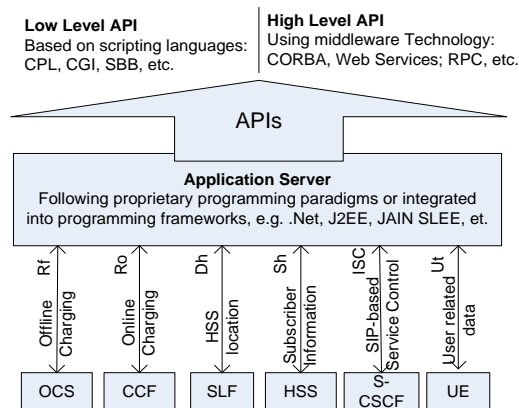 Low Level API
Based on scripting languages:
CPL, CGI, SBB, etc.
High Level API
Using middleware Technology:
CORBA, Web Services; RPC, etc.
APIs
Application Server
Following proprietary programming paradigms or integrated
into programming frameworks, e.g. .Net, J2EE, JAIN SLEE, et.
Rf
Offline
Charging
Ro
Online
Charging
Dh
HSS
location
Sh
Subscriber
Information
ISC
SIP-based
Service Control
Ut
User related
data
OCS
CCF
SLF
HSS
S-
CSCF
UE